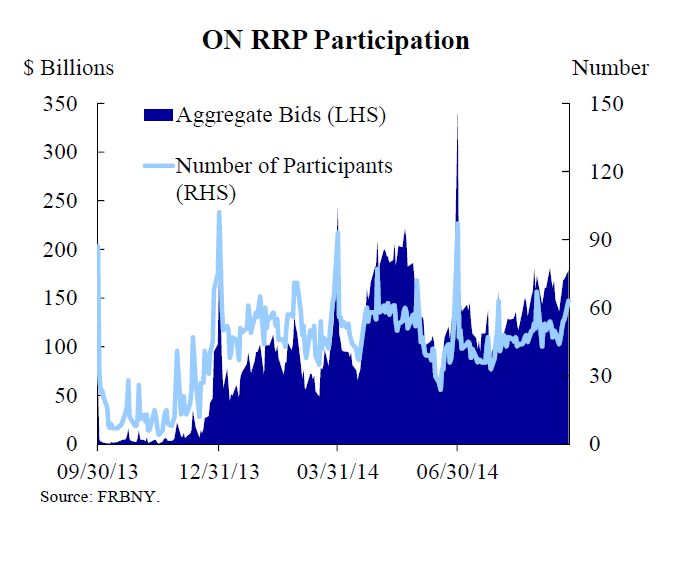 ON RRP Participation
$ Billions Number
350 150
Aggregate Bids (LHS)
300
120
Number of Participants
(RHS)
250
200 90
150 60
100
30
50
0 0
09/30/13 12/31/13 03/31/14 06/30/14
Source: FRBNY.